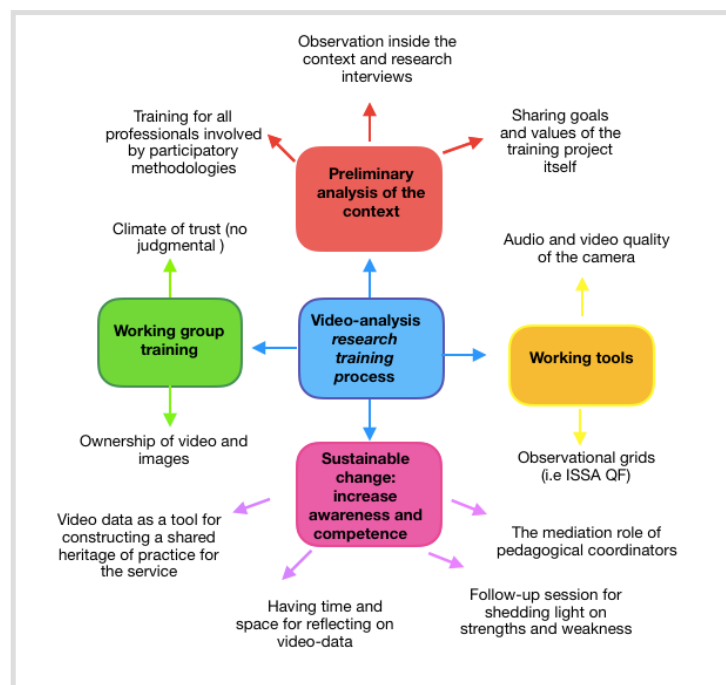 Observation inside the
context and research
interviews
Training for all
professionals involved
by participatory
methodologies
Sharing goals
and values of the
training project
itself
Preliminary
analysis of the
context
Climate of trust (no
judgmental )
Audio and video quality
of the camera
Working group
training
Video-analysis
research
training
process
Working tools
Ownership of video and
images
Observational grids
(i.e ISSA QF)
Sustainable
change:
increase
awareness and
competence
Video data as a tool for
constructing a shared
heritage of practice for
the service
The mediation role of
pedagogical coordinators
Having time and
space for reflecting on
video-data
Follow-up session for
shedding light on
strengths and weakness